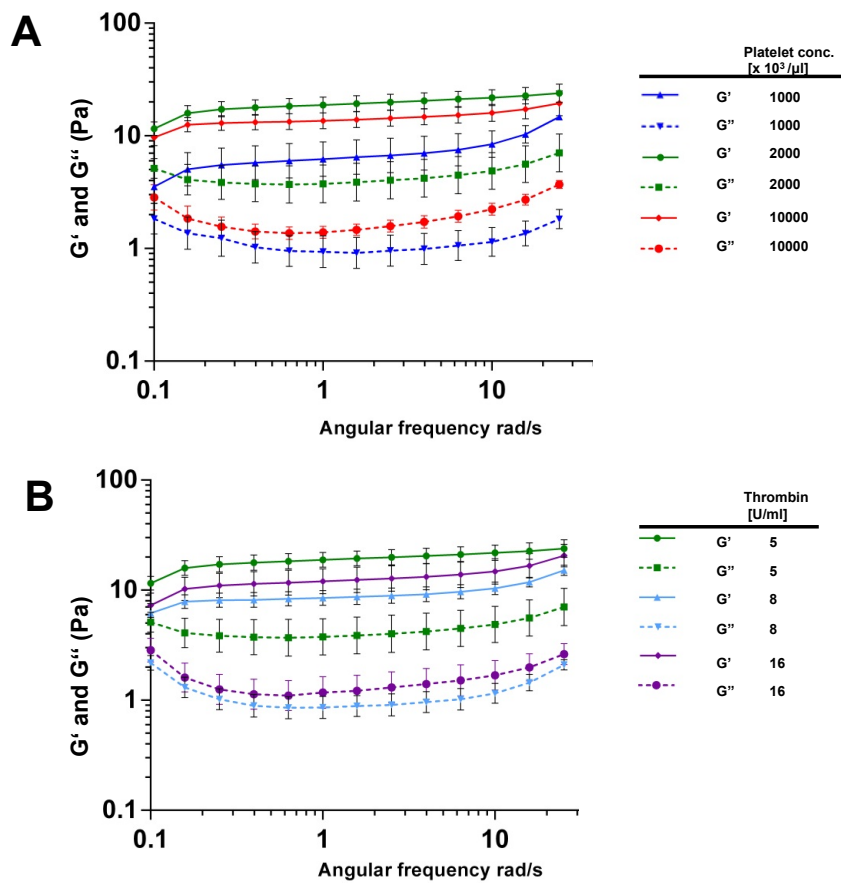 A
G‘ and G“ (Pa)
100
10
1
0.1
0.1
1
10
Angular frequency rad/s
Platelet conc.
[x 10³/µl]
G’ 1000
G” 1000
G’ 2000
G” 2000
G’ 10000
G” 10000
B
G‘ and G“ (Pa)
100
10
1
0.1
0.1
1
10
Angular frequency rad/s
Thrombin
[U/ml]
G’ 5
G” 5
G’ 8
G” 8
G’ 16
G” 16